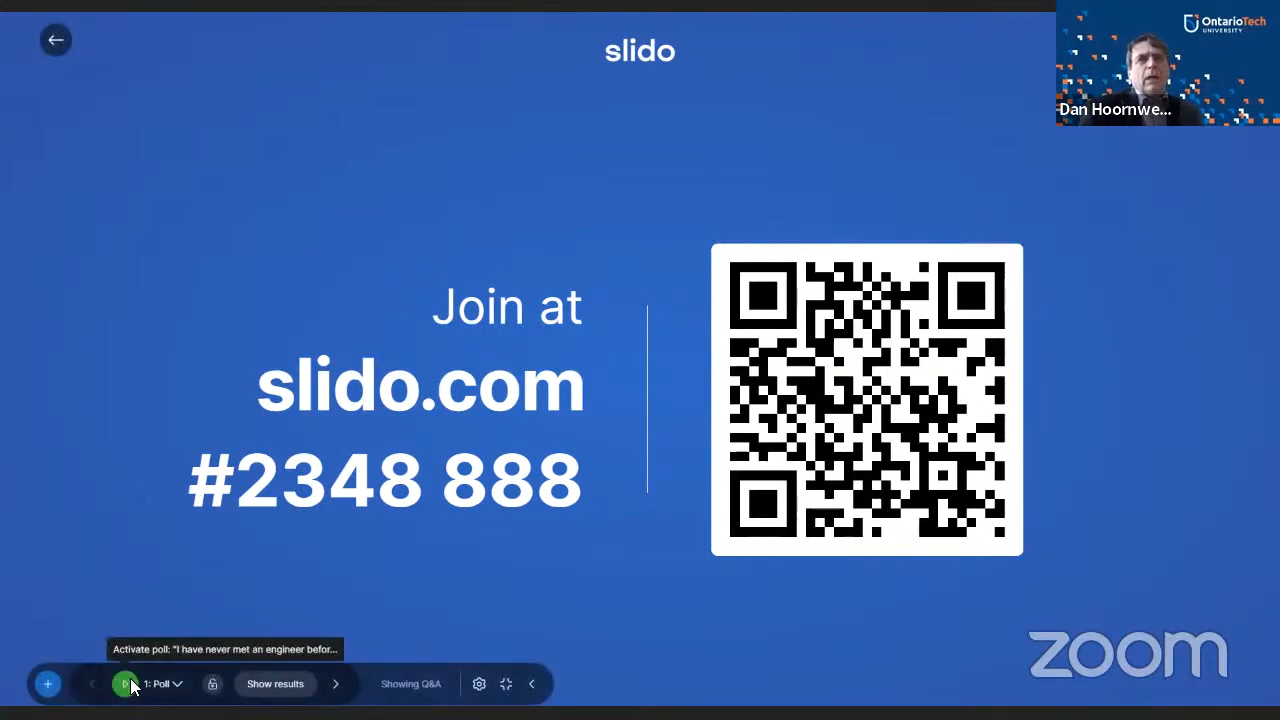 slido
OntarioTech
UNIVERSITY
Dan Hoornwe...
Join at
slido.com
#2348 888
Activate poll: "I have never met an engineer befor...
1: Poll
Show results
Showing Q&A
zoom